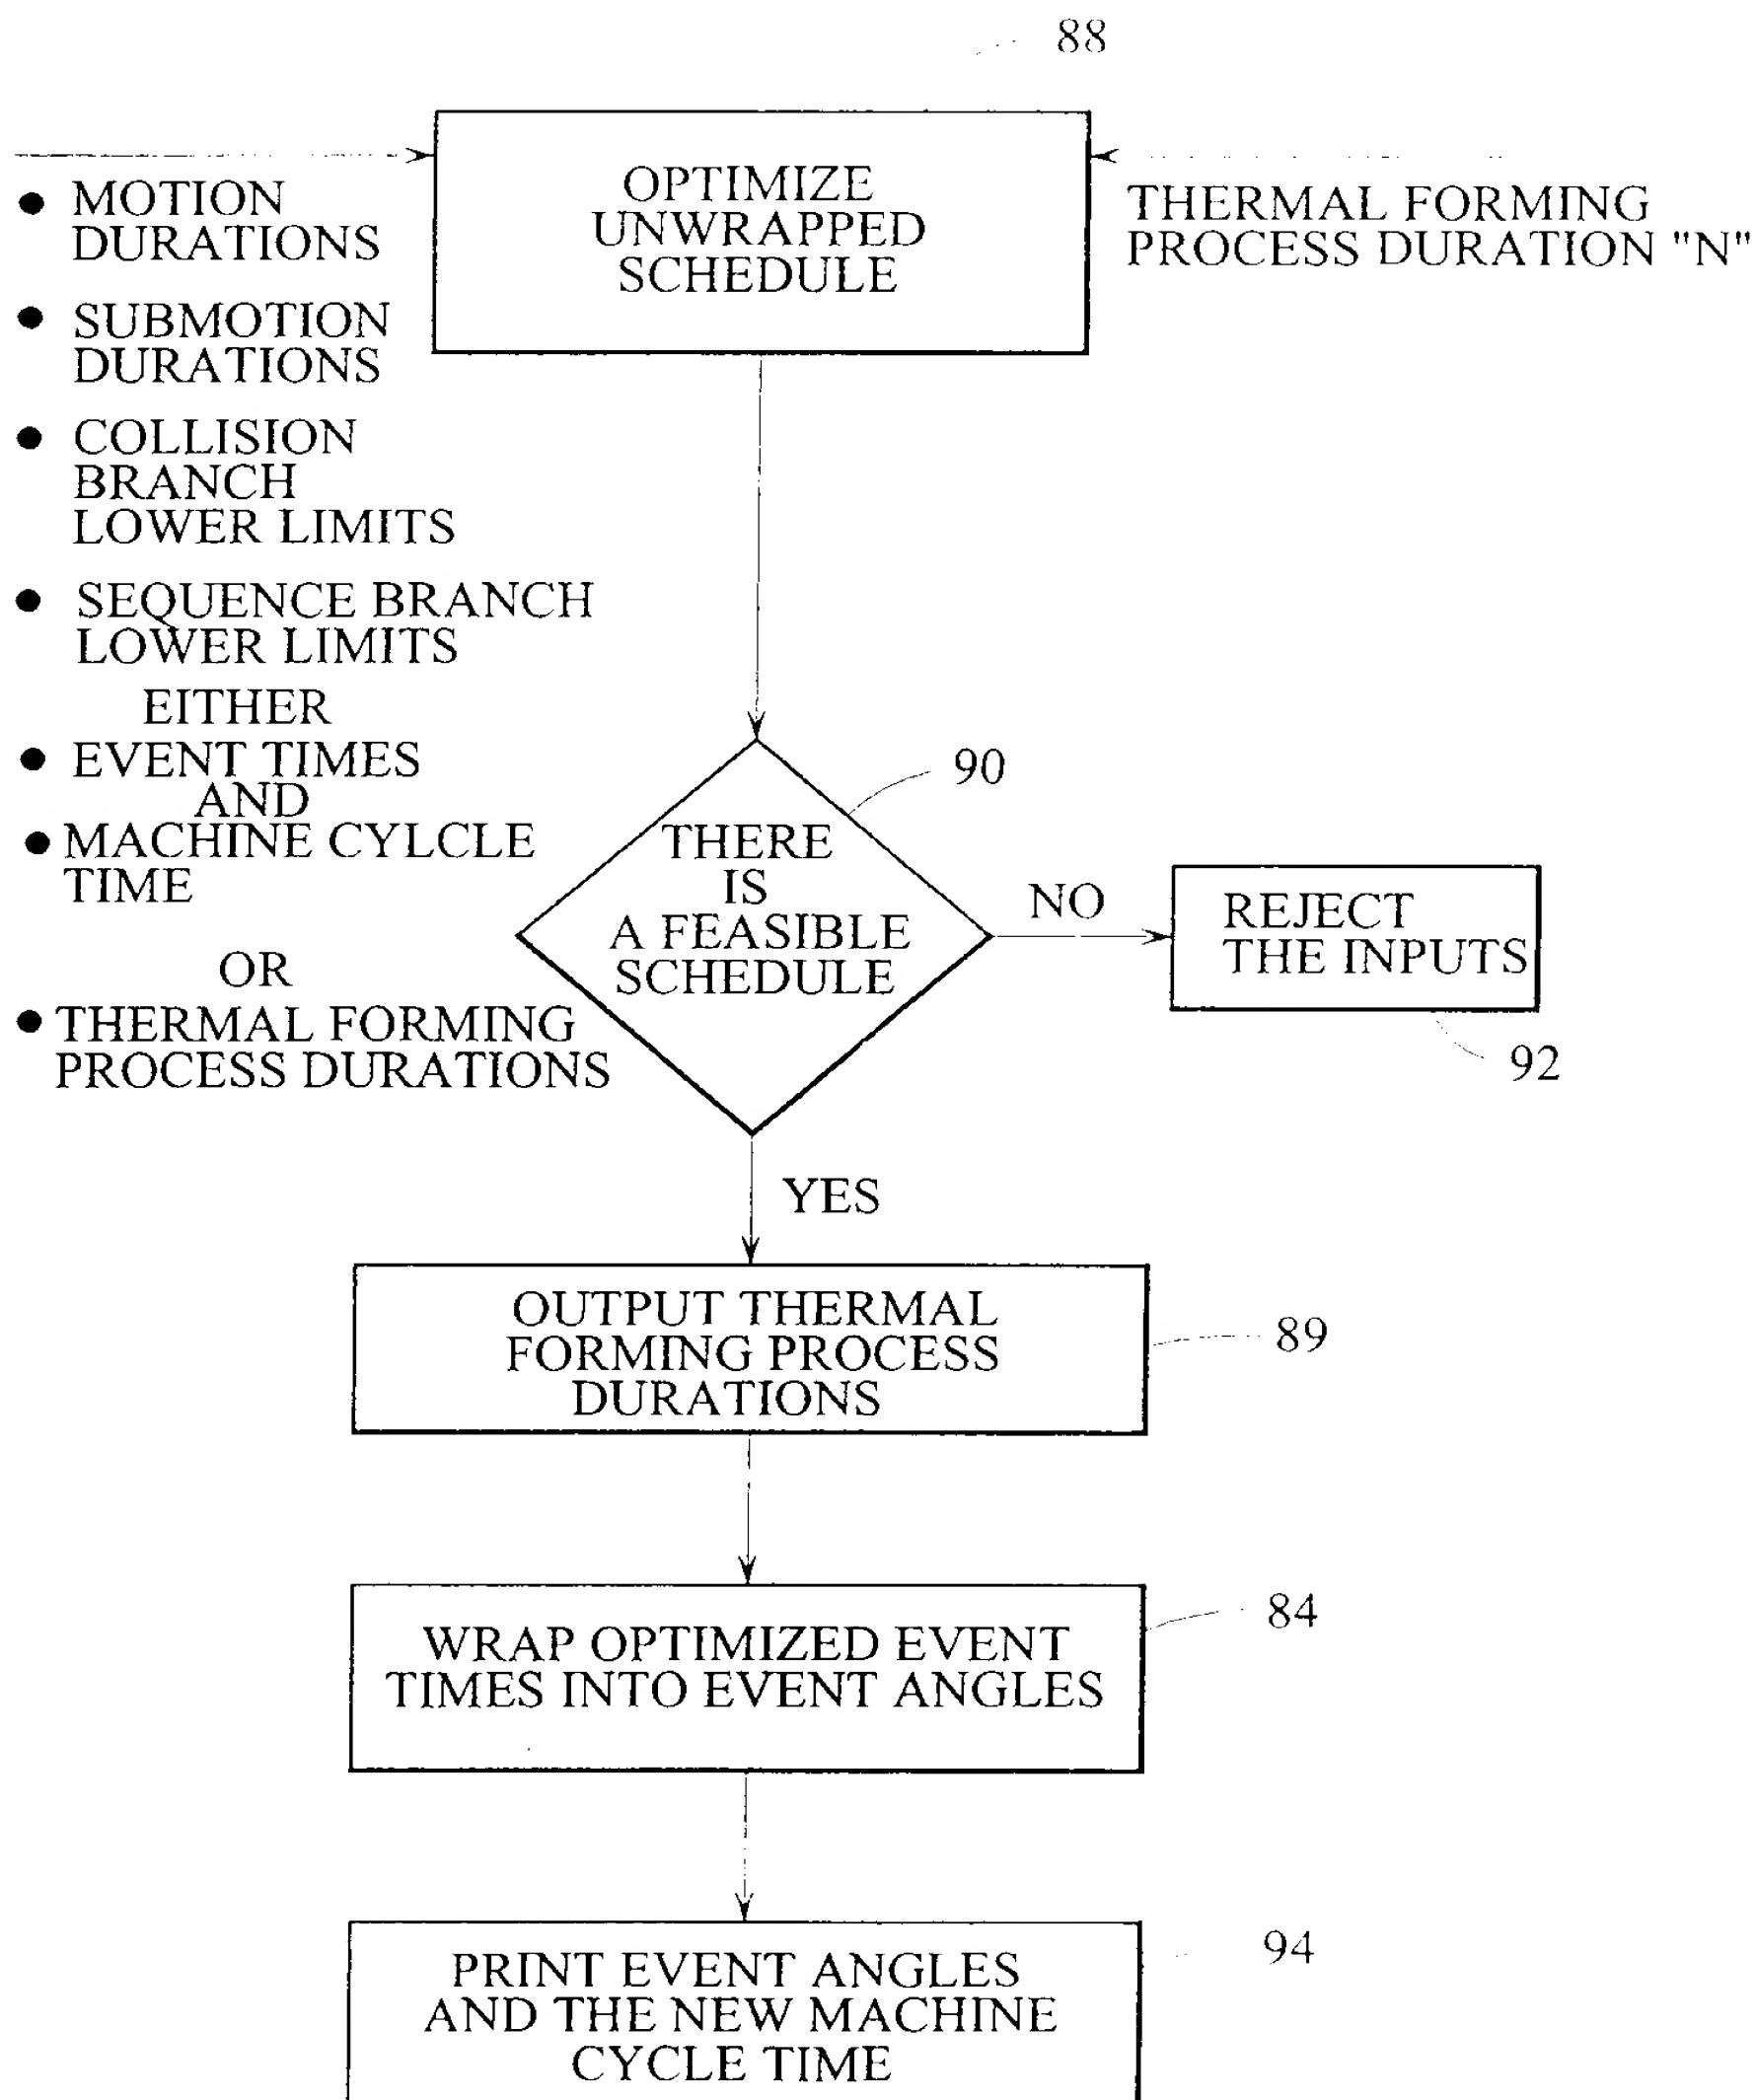 88
OPTIMIZE
UNWRAPPED
SCHEDULE
● MOTION
DURATIONS
● SUBMOTION
DURATIONS
● COLLISION
BRANCH
LOWER LIMITS
● SEQUENCE BRANCH
LOWER LIMITS
EITHER
● EVENT TIMES
AND
● MACHINE CYLCLE
TIME
OR
● THERMAL FORMING
PROCESS DURATIONS
THERMAL FORMING
PROCESS DURATION "N"
90
THERE
IS
A FEASIBLE
SCHEDULE
NO
REJECT
THE INPUTS
92
YES
OUTPUT THERMAL
FORMING PROCESS
DURATIONS
89
WRAP OPTIMIZED EVENT
TIMES INTO EVENT ANGLES
84
PRINT EVENT ANGLES
AND THE NEW MACHINE
CYCLE TIME
94